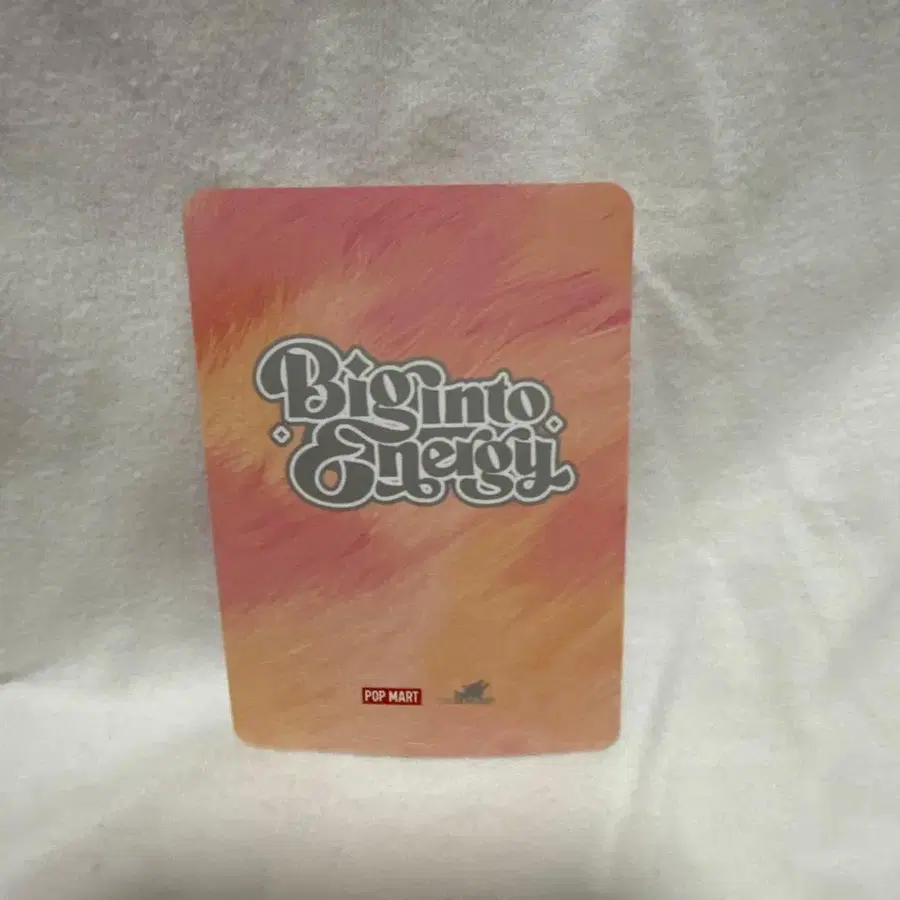 Big into
Energy
POP MART